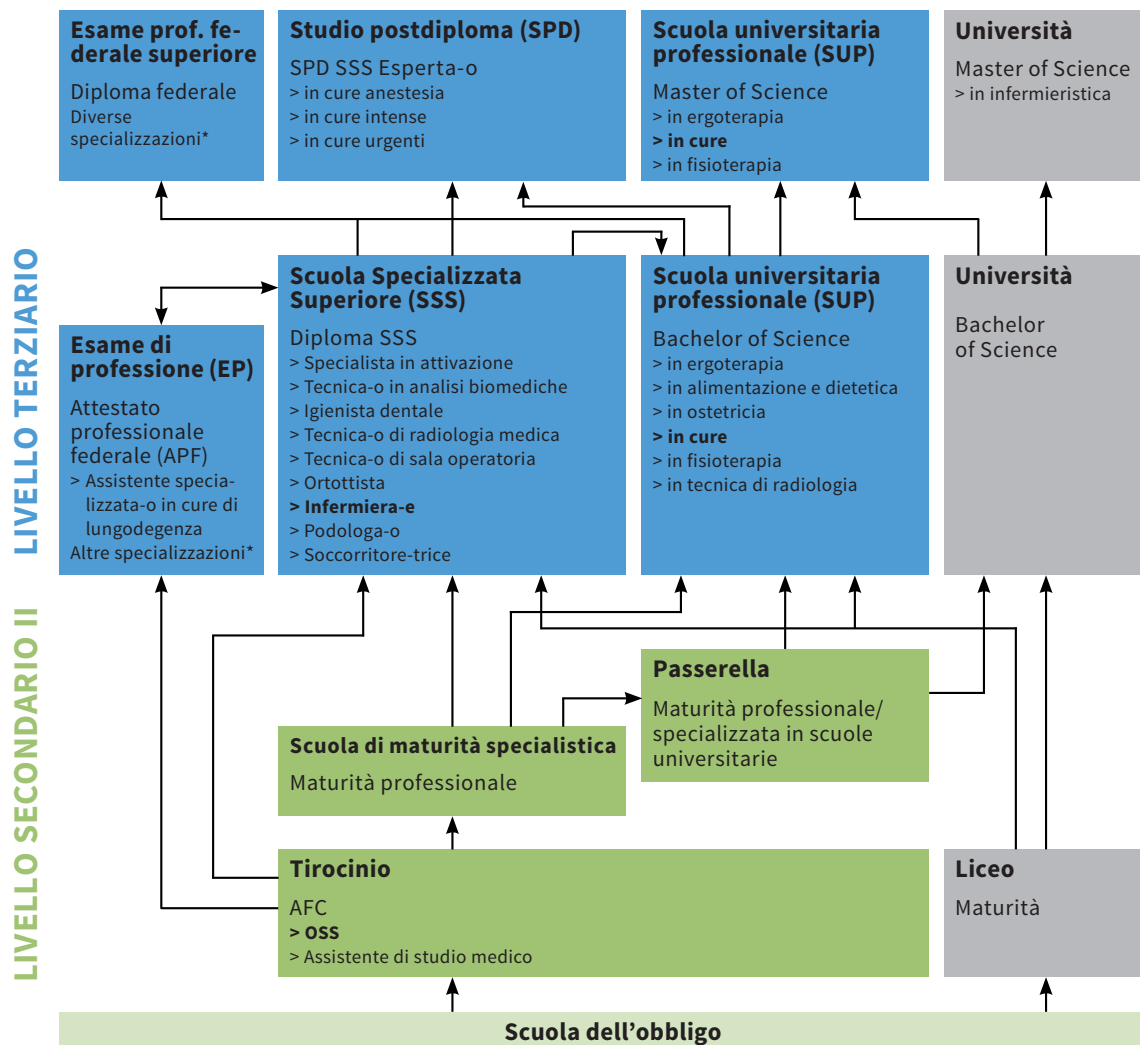 Esame prof. fe-
derale superiore
Diploma federale
Diverse
specializzazioni*
Studio postdiploma (SPD)
SPD SSS Esperta-o
> in cure anestesia
> in cure intense
> in cure urgenti
Scuola universitaria
professionale (SUP)
Master of Science
> in ergoterapia
> in cure
> in fisioterapia
Università
Master of Science
> in infermieristica
LIVELLO TERZIARIO
Esame di
professione (EP)
Attestato
professionale
federale (APF)
> Assistente specia-
lizzata-o in cure di
lungodegenza
Altre specializzazioni*
Scuola Specializzata
Superiore (SSS)
Diploma SSS
> Specialista in attivazione
> Tecnica-o in analisi biomediche
> Igienista dentale
> Tecnica-o di radiologia medica
> Tecnica-o di sala operatoria
> Ortottista
> Infermiera-e
> Podologa-o
> Soccorritore-trice
Scuola universitaria
professionale (SUP)
Bachelor of Science
> in ergoterapia
> in alimentazione e dietetica
> in ostetricia
> in cure
> in fisioterapia
> in tecnica di radiologia
Università
Bachelor
of Science
LIVELLO SECONDARIO II
Passerella
Maturità professionale/
specializzata in scuole
universitarie
Scuola di maturità specialistica
Maturità professionale
Tirocinio
AFC
> OSS
> Assistente di studio medico
Liceo
Maturità
Scuola dell’obbligo